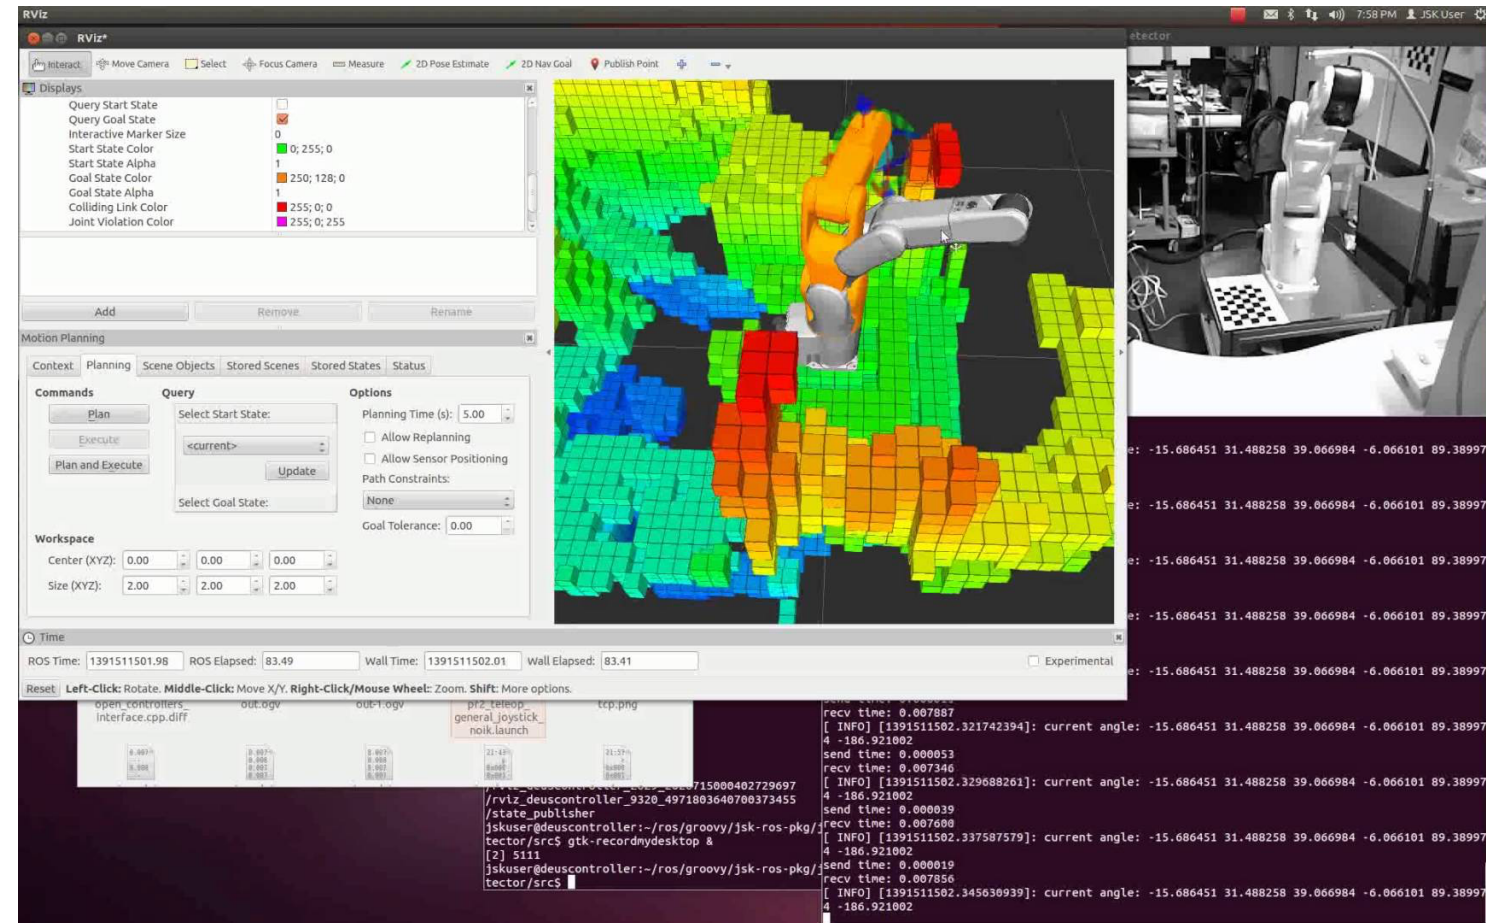 RViz
7:58 PM JSK User
RViz*
etector
Interact Move Camera Select Focus Camera Measure 2D Pose Estimate 2D Nav Goal Publish Point
Displays
Query Start State
Query Goal State
Interactive Marker Size 0
Start State Color 0; 255; 0
Start State Alpha 1
Goal State Color 250; 128; 0
Goal State Alpha 1
Colliding Link Color 255; 0; 0
Joint Violation Color 255; 0; 255
Add Remove Rename
Motion Planning
Context Planning Scene Objects Stored Scenes Stored States Status
Commands Query Options
Plan Select Start State: Planning Time (s): 5.00
Execute <current> Allow Replanning
Plan and Execute Update Allow Sensor Positioning
Path Constraints:
Select Goal State: None
Goal Tolerance: 0.00
Workspace
Center (XYZ): 0.00 0.00 0.00
Size (XYZ): 2.00 2.00 2.00
Time
ROS Time: 1391511501.98 ROS Elapsed: 83.49 Wall Time: 1391511502.01 Wall Elapsed: 83.41 Experimental
Reset Left-Click: Rotate. Middle-Click: Move X/Y. Right-Click/Mouse Wheel:: Zoom. Shift: More options.
open_controllers_ out.ogv out-1.ogv pr2_teleop_ tcp.png
interface.cpp.diff general_joystick_
noik.launch
/rviz_deuscontroller_9320_4971803640700373455
/state_publisher
jskuser@deuscontroller:~/ros/groovy/jsk-ros-pkg/j
tector/src$ gtk-recordmydesktop &
[2] 5111
jskuser@deuscontroller:~/ros/groovy/jsk-ros-pkg/j
tector/src$
e: -15.686451 31.488258 39.066984 -6.066101 89.38997
e: -15.686451 31.488258 39.066984 -6.066101 89.38997
e: -15.686451 31.488258 39.066984 -6.066101 89.38997
e: -15.686451 31.488258 39.066984 -6.066101 89.38997
e: -15.686451 31.488258 39.066984 -6.066101 89.38997
recv time: 0.007887
[ INFO] [1391511502.321742394]: current angle: -15.686451 31.488258 39.066984 -6.066101 89.38997
4 -186.921002
send time: 0.000053
recv time: 0.007346
[ INFO] [1391511502.329688261]: current angle: -15.686451 31.488258 39.066984 -6.066101 89.38997
4 -186.921002
send time: 0.000039
recv time: 0.007600
[ INFO] [1391511502.337587579]: current angle: -15.686451 31.488258 39.066984 -6.066101 89.38997
4 -186.921002
send time: 0.000019
recv time: 0.007856
[ INFO] [1391511502.345630939]: current angle: -15.686451 31.488258 39.066984 -6.066101 89.38997
4 -186.921002